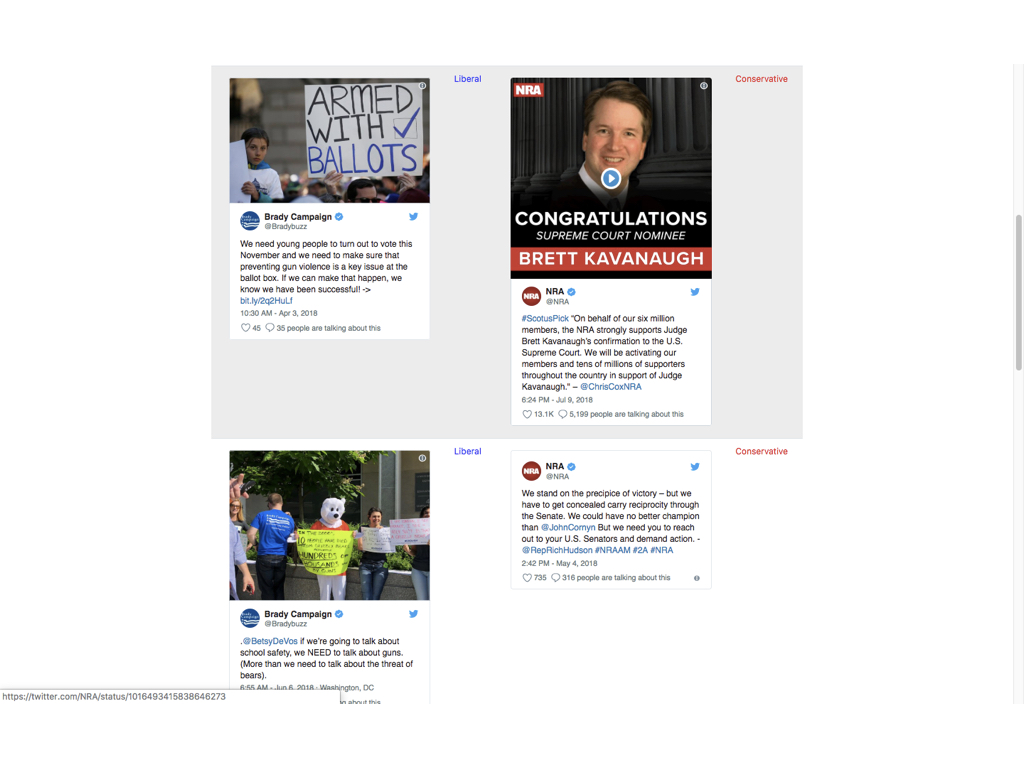 Liberal
ARMED
WITH
BALLOTS
Brady Campaign
@Bradybuzz
We need young people to turn out to vote this
November and we need to make sure that
preventing gun violence is a key issue at the
ballot box. If we can make that happen, we
know we have been successful! ->
bit.ly/2q2HuLf
10:30 AM - Apr 3, 2018
45 35 people are talking about this
Conservative
NRA
CONGRATULATIONS
SUPREME COURT NOMINEE
BRETT KAVANAUGH
NRA
NRA
@NRA
#ScotusPick "On behalf of our six million
members, the NRA strongly supports Judge
Brett Kavanaugh's confirmation to the U.S.
Supreme Court. We will be activating our
members and tens of millions of supporters
throughout the country in support of Judge
Kavanaugh." – @ChrisCoxNRA
6:24 PM - Jul 9, 2018
13.1K 5,199 people are talking about this
Liberal
HUNDREDS
Brady Campaign
@Bradybuzz
.@BetsyDeVos if we're going to talk about
school safety, we NEED to talk about guns.
(More than we need to talk about the threat of
bears).
6:55 AM - Jun 6, 2018 - Washington, DC
g about this
Conservative
NRA
NRA
@NRA
We stand on the precipice of victory – but we
have to get concealed carry reciprocity through
the Senate. We could have no better champion
than @JohnCornyn But we need you to reach
out to your U.S. Senators and demand action. -
@RepRichHudson #NRAAM #2A #NRA
2:42 PM - May 4, 2018
735 316 people are talking about this
https://twitter.com/NRA/status/1016493415838646273